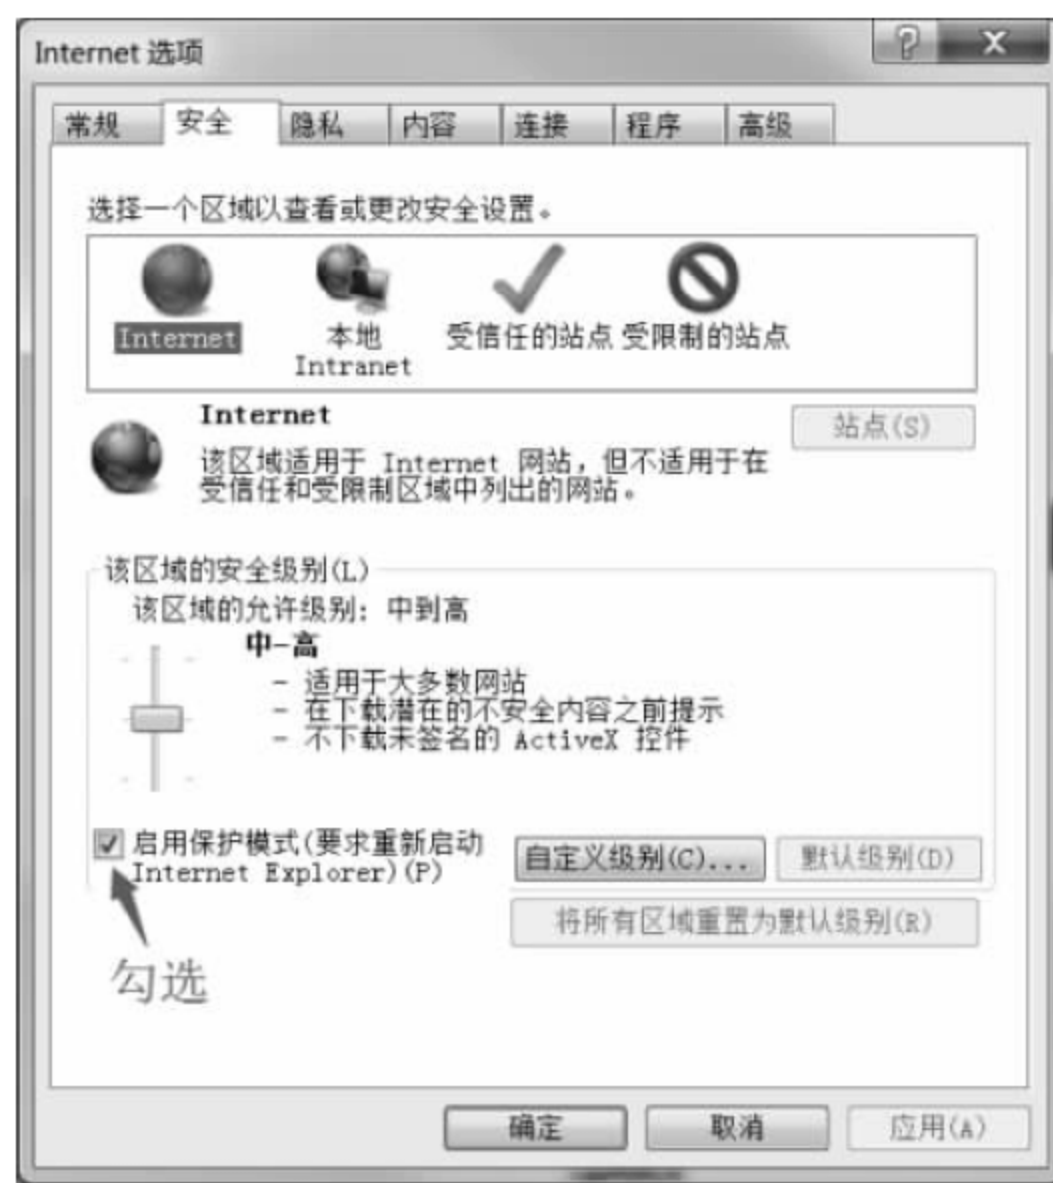 Internet 选项
常规 安全 隐私 内容 连接 程序 高级
选择一个区域以查看或更改安全设置。
Internet 本地 Intranet 受信任的站点 受限制的站点
Internet
站点(S)
该区域适用于 Internet 网站，但不适用于在
受信任和受限制区域中列出的网站。
该区域的安全级别(L)
该区域的允许级别: 中到高
中-高
- 适用于大多数网站
- 在下载潜在的不安全内容之前提示
- 不下载未签名的 ActiveX 控件
启用保护模式(要求重新启动
Internet Explorer)(P)
自定义级别(C)... 默认级别(D)
将所有区域重置为默认级别(R)
勾选
确定 取消 应用(A)